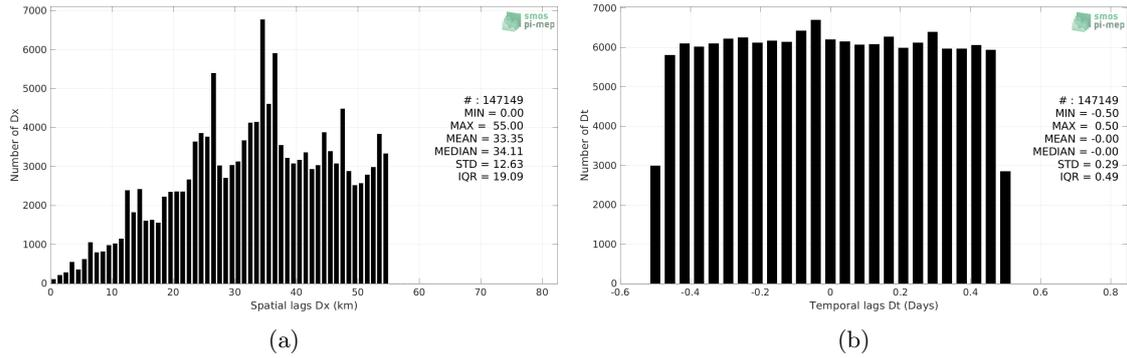 7000
6000
5000
4000
3000
2000
1000
0
Number of Dx
0 10 20 30 40 50 60 70 80
Spatial lags Dx (km)
smos
pi-mep
# : 147149
MIN = 0.00
MAX = 55.00
MEAN = 33.35
MEDIAN = 34.11
STD = 12.63
IQR = 19.09
(a)
7000
6000
5000
4000
3000
2000
1000
0
Number of Dt
-0.6 -0.4 -0.2 0 0.2 0.4 0.6 0.8
Temporal lags Dt (Days)
smos
pi-mep
# : 147149
MIN = -0.50
MAX = 0.50
MEAN = -0.00
MEDIAN = -0.00
STD = 0.29
IQR = 0.49
(b)